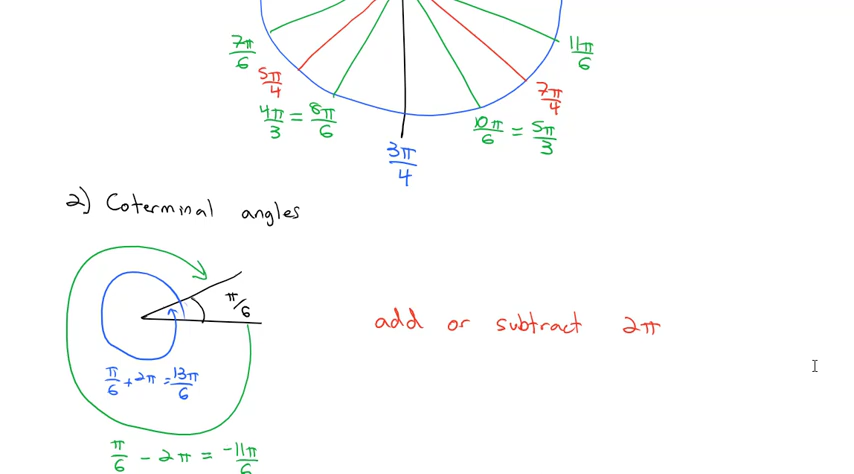 7π/6 11π/6
5π/4 7π/4
4π/3 = 8π/6 10π/6 = 5π/3
3π/4
2) Coterminal angles
π/6
add or subtract 2π
π/6 + 2π = 13π/6
π/6 - 2π = -11π/6